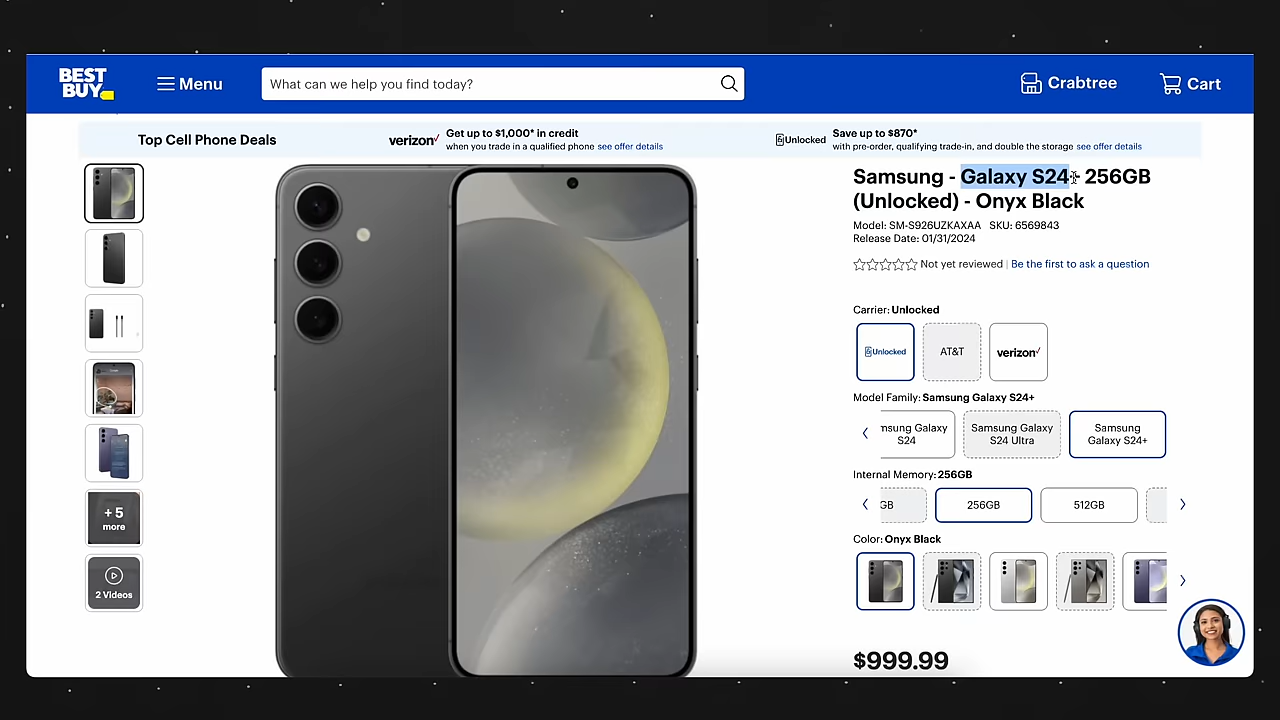 BEST BUY
Menu
What can we help you find today?
Crabtree
Cart
Top Cell Phone Deals
verizon✓
Get up to $1,000* in credit
when you trade in a qualified phone see offer details
Unlocked
Save up to $870*
with pre-order, qualifying trade-in, and double the storage see offer details
Samsung - Galaxy S24+ 256GB
(Unlocked) - Onyx Black
Model: SM-S926UZKAXAA SKU: 6569843
Release Date: 01/31/2024
Not yet reviewed | Be the first to ask a question
Carrier: Unlocked
Unlocked
AT&T
verizon✓
Model Family: Samsung Galaxy S24+
nsung Galaxy
S24
Samsung Galaxy
S24 Ultra
Samsung
Galaxy S24+
Internal Memory: 256GB
GB
256GB
512GB
Color: Onyx Black
+ 5
more
2 Videos
$999.99